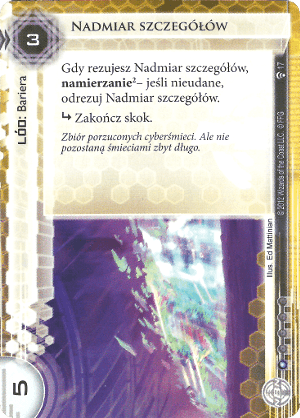 NADMIAR SZCZEGÓŁÓW
3
LÓD: Bariera
Gdy rezujesz Nadmiar szczegółów,
namierzanie²– jeśli nieudane,
odrezuj Nadmiar szczegółów.
↳ Zakończ skok.
Zbiór porzuconych cyberśmieci. Ale nie
pozostaną śmieciami zbyt długo.
17
© 2012 Wizards of the Coast LLC. © FFG
Illus. Ed Mattinian
5